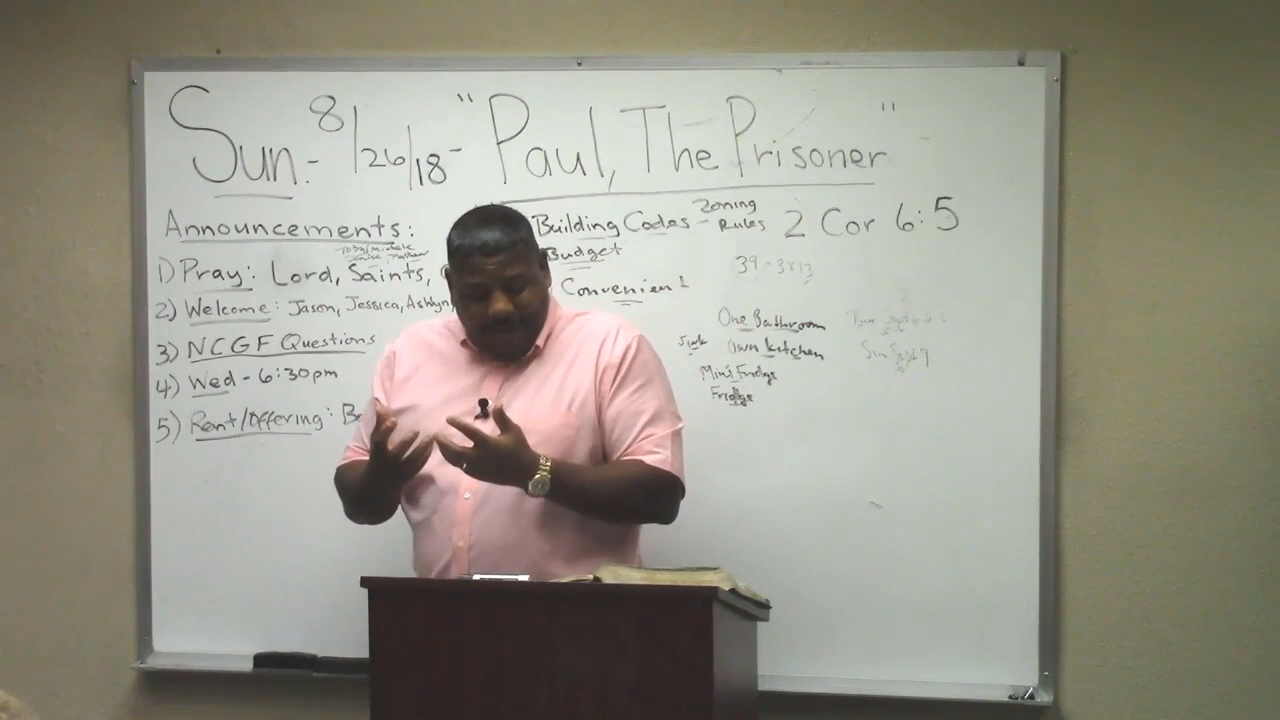 Sun. - 8/26/18 - "Paul, The Prisoner"
Announcements:
1) Pray: Lord, Saints,
2) Welcome: Jason, Jessica, Ashlyn,
3) NCGF Questions
4) Wed - 6:30pm
5) Rent/Offering:
Building Codes - Zoning Rules
Budget
Convenient
2 Cor 6:5
39 = 3x13
One Bathroom
Sink Own Kitchen
Mini Fridge
Fridge